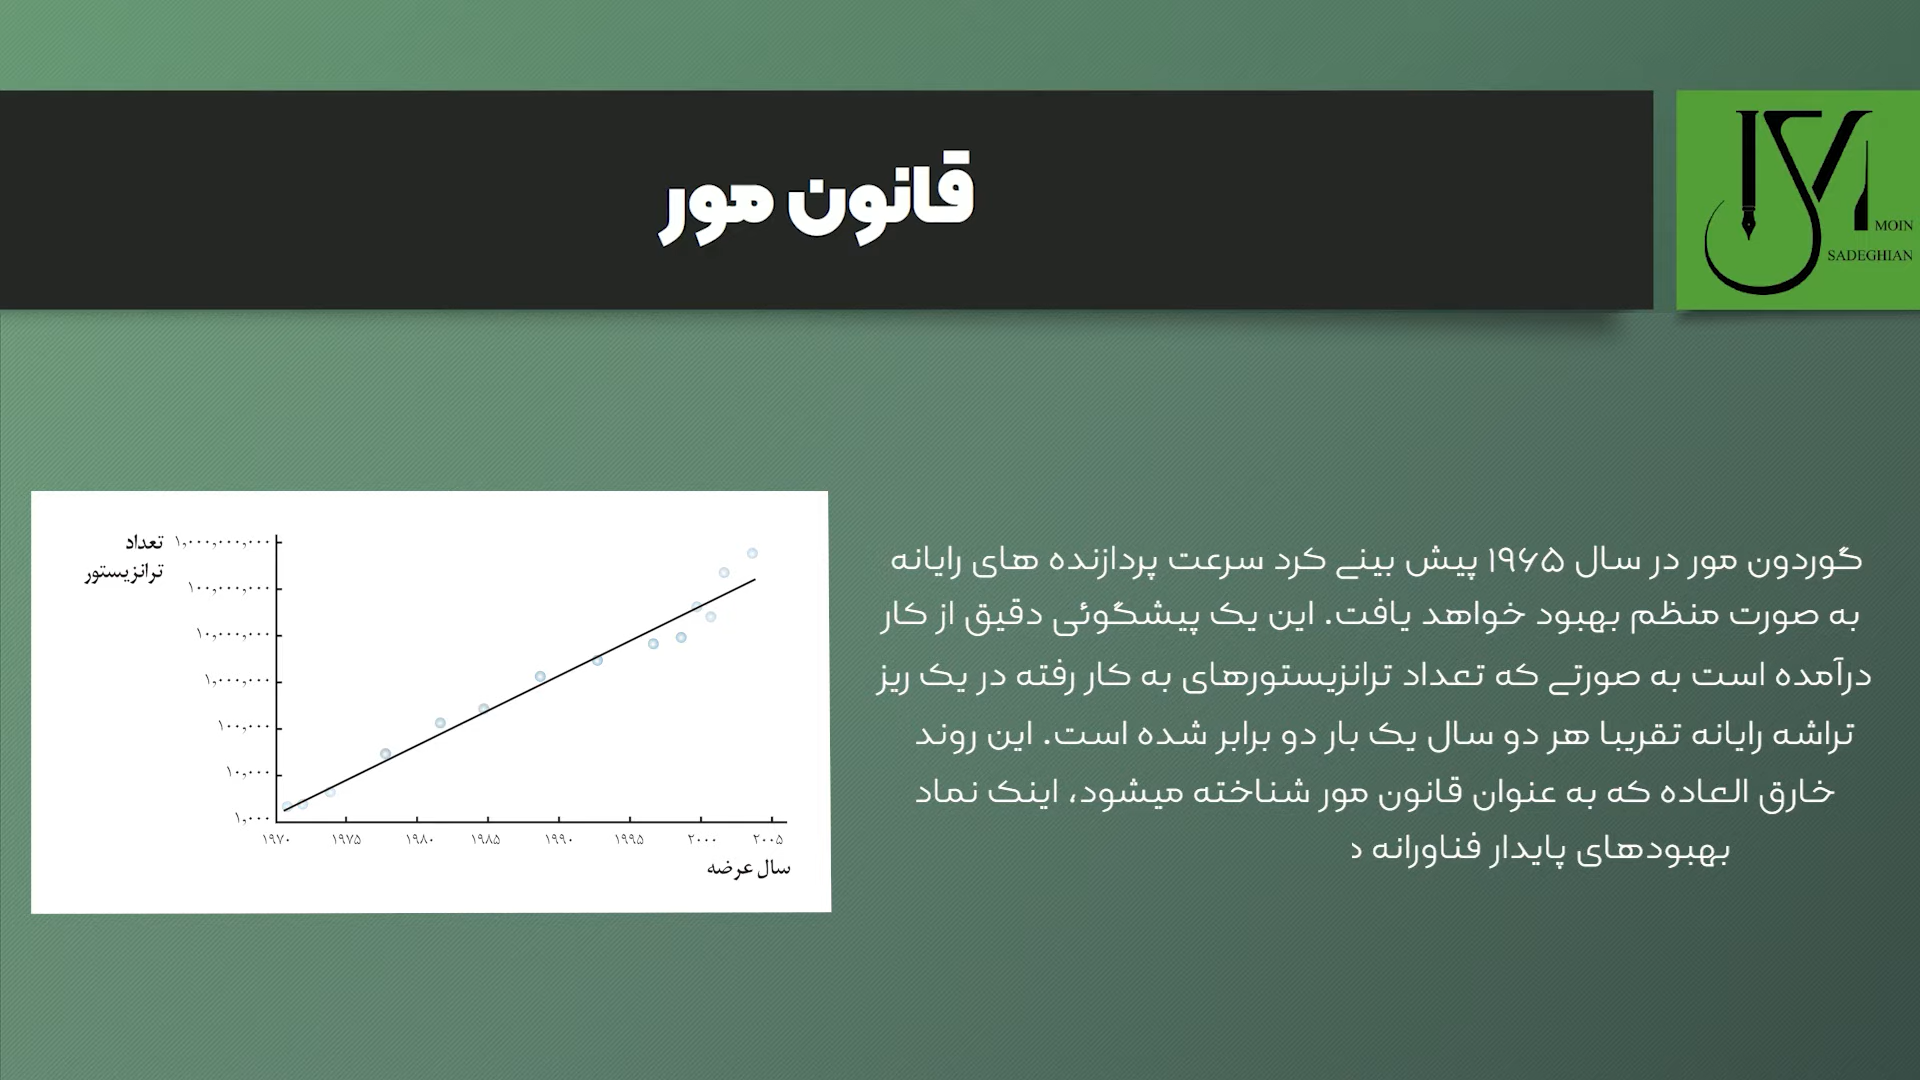 قانون مور
MOIN
SADEGHIAN
گوردون مور در سال ۱۹۶۵ پیش بینی کرد سرعت پردازنده های رایانه
به صورت منظم بهبود خواهد یافت. این یک پیشگوئی دقیق از کار
درآمده است به صورتی که تعداد ترانزیستورهای به کار رفته در یک ریز
تراشه رایانه تقریبا هر دو سال یک بار دو برابر شده است. این روند
خارق العاده که به عنوان قانون مور شناخته میشود، اینک نماد
بهبودهای پایدار فناورانه د
تعداد
ترانزیستور
۱,۰۰۰,۰۰۰,۰۰۰
۱۰۰,۰۰۰,۰۰۰
۱۰,۰۰۰,۰۰۰
۱,۰۰۰,۰۰۰
۱۰۰,۰۰۰
۱۰,۰۰۰
۱,۰۰۰
۱۹۷۰ ۱۹۷۵ ۱۹۸۰ ۱۹۸۵ ۱۹۹۰ ۱۹۹۵ ۲۰۰۰ ۲۰۰۵
سال عرضه